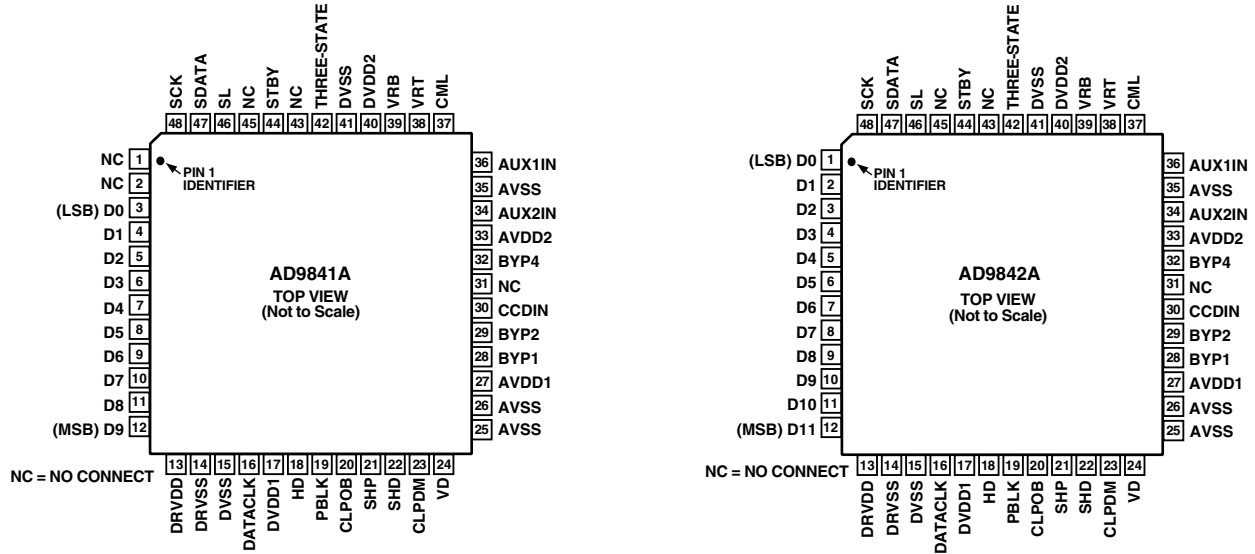 SCK
SDATA
SL
NC
STBY
NC
THREE-STATE
DVSS
DVDD2
VRB
VRT
CML
48 47 46 45 44 43 42 41 40 39 38 37
NC 1
NC 2
(LSB) D0 3
D1 4
D2 5
D3 6
D4 7
D5 8
D6 9
D7 10
D8 11
(MSB) D9 12
PIN 1
IDENTIFIER
AD9841A
TOP VIEW
(Not to Scale)
36 AUX1IN
35 AVSS
34 AUX2IN
33 AVDD2
32 BYP4
31 NC
30 CCDIN
29 BYP2
28 BYP1
27 AVDD1
26 AVSS
25 AVSS
13 14 15 16 17 18 19 20 21 22 23 24
NC = NO CONNECT
DRVDD
DRVSS
DVSS
DATACLK
DVDD1
HD
PBLK
CLPOB
SHP
SHD
CLPDM
VD
SCK
SDATA
SL
NC
STBY
NC
THREE-STATE
DVSS
DVDD2
VRB
VRT
CML
48 47 46 45 44 43 42 41 40 39 38 37
(LSB) D0 1
D1 2
D2 3
D3 4
D4 5
D5 6
D6 7
D7 8
D8 9
D9 10
D10 11
(MSB) D11 12
PIN 1
IDENTIFIER
AD9842A
TOP VIEW
(Not to Scale)
36 AUX1IN
35 AVSS
34 AUX2IN
33 AVDD2
32 BYP4
31 NC
30 CCDIN
29 BYP2
28 BYP1
27 AVDD1
26 AVSS
25 AVSS
13 14 15 16 17 18 19 20 21 22 23 24
NC = NO CONNECT
DRVDD
DRVSS
DVSS
DATACLK
DVDD1
HD
PBLK
CLPOB
SHP
SHD
CLPDM
VD